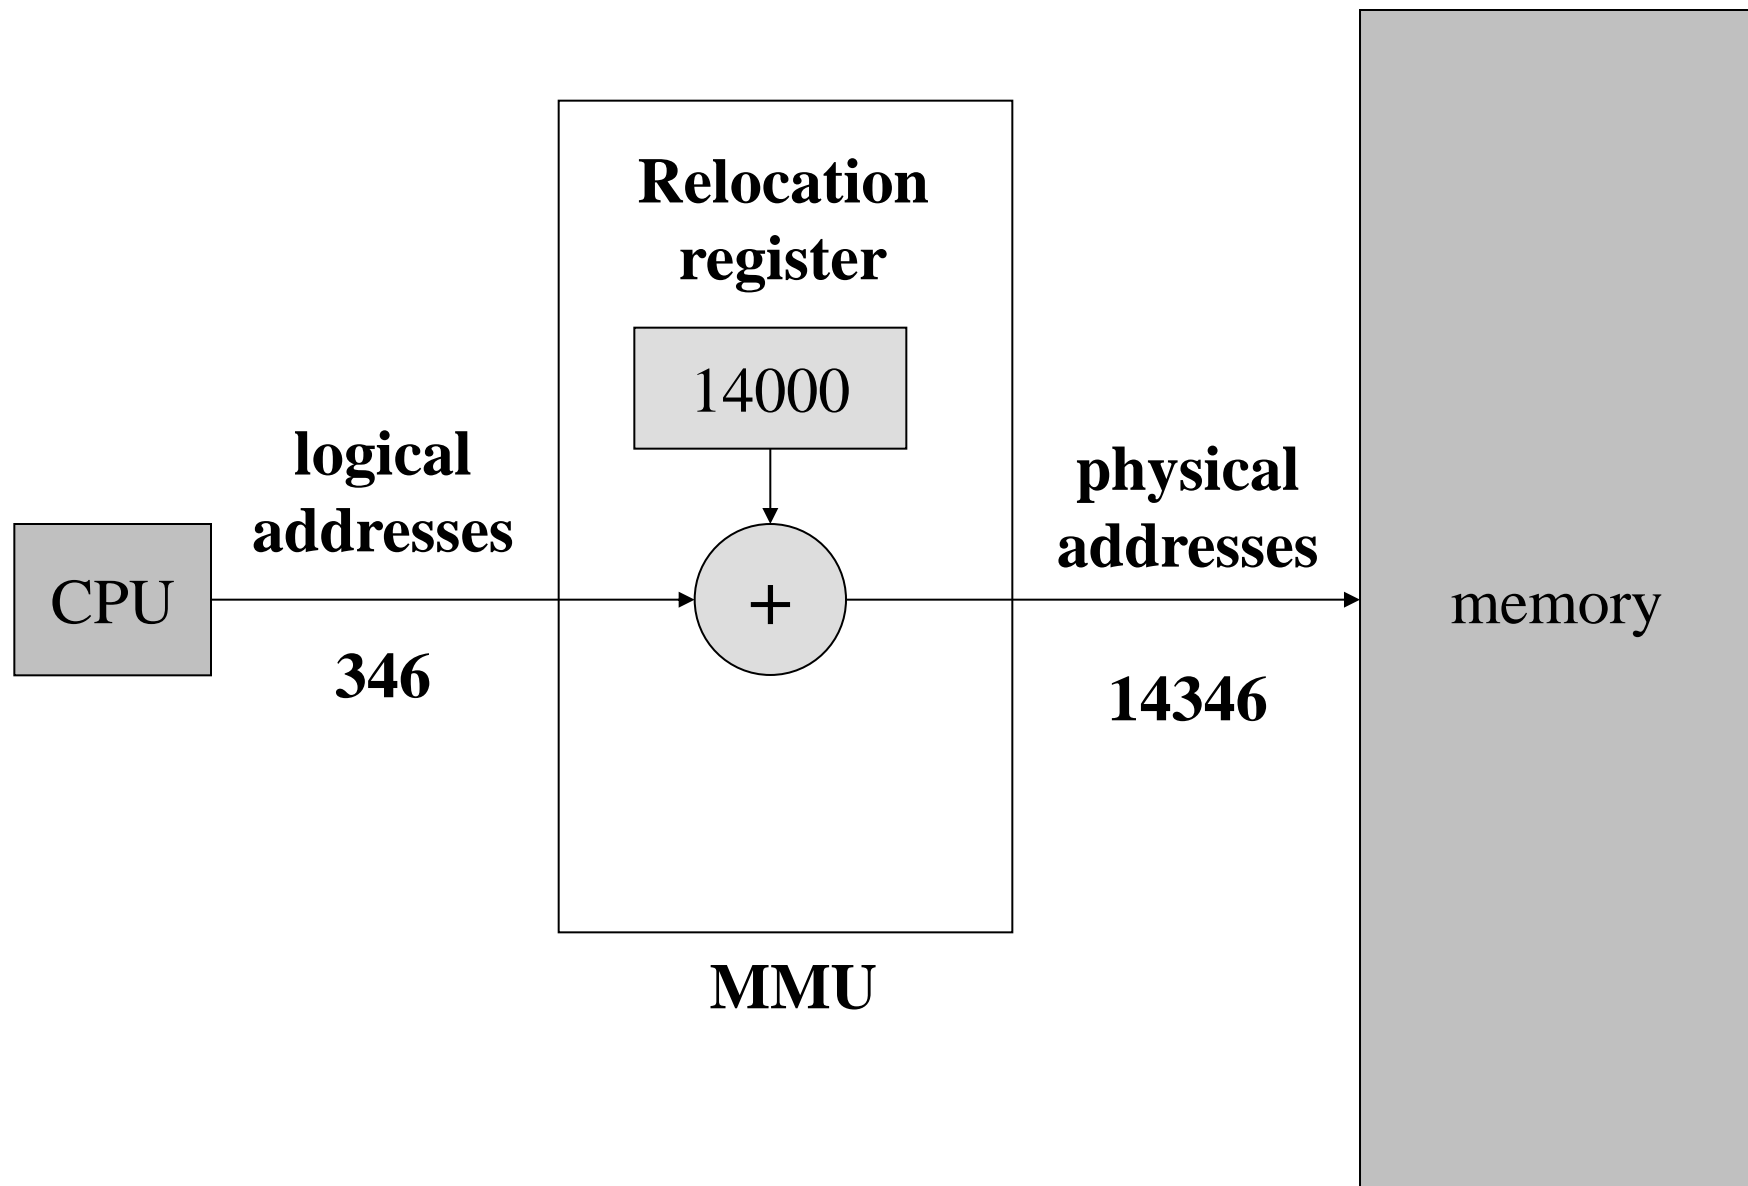 Relocation
register
14000
logical
addresses
physical
addresses
CPU
+
memory
346
14346
MMU